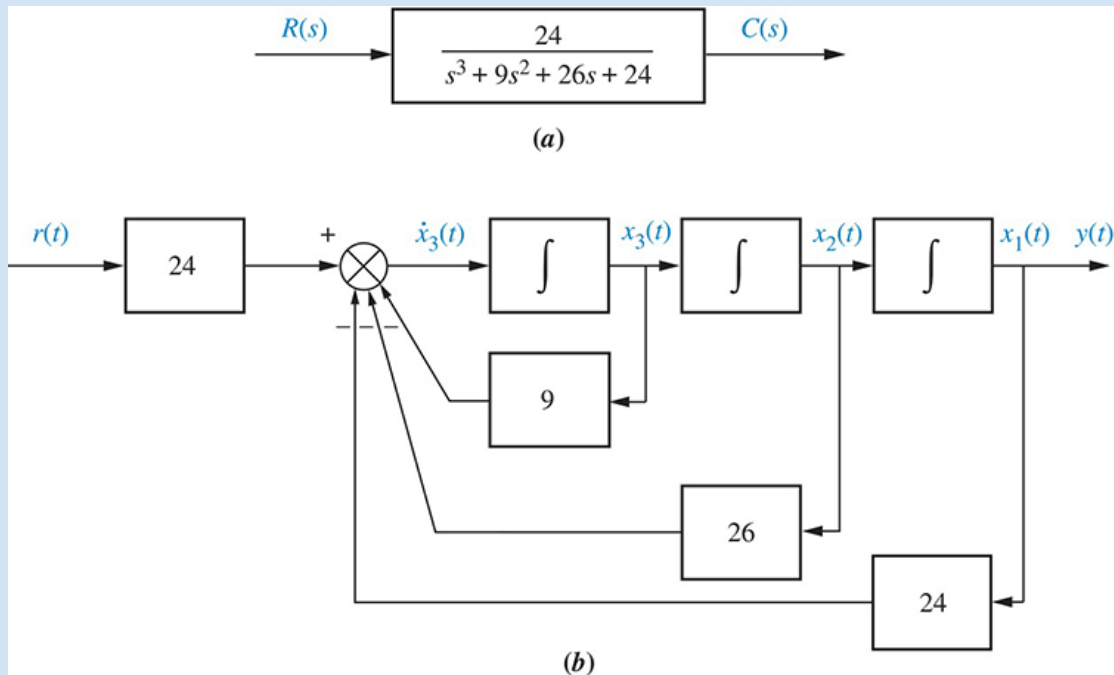 R(s)
24
s³ + 9s² + 26s + 24
C(s)
(a)
r(t)
24
+
ẋ₃(t)
∫
x₃(t)
∫
x₂(t)
∫
x₁(t)
y(t)
– – –
9
26
24
(b)